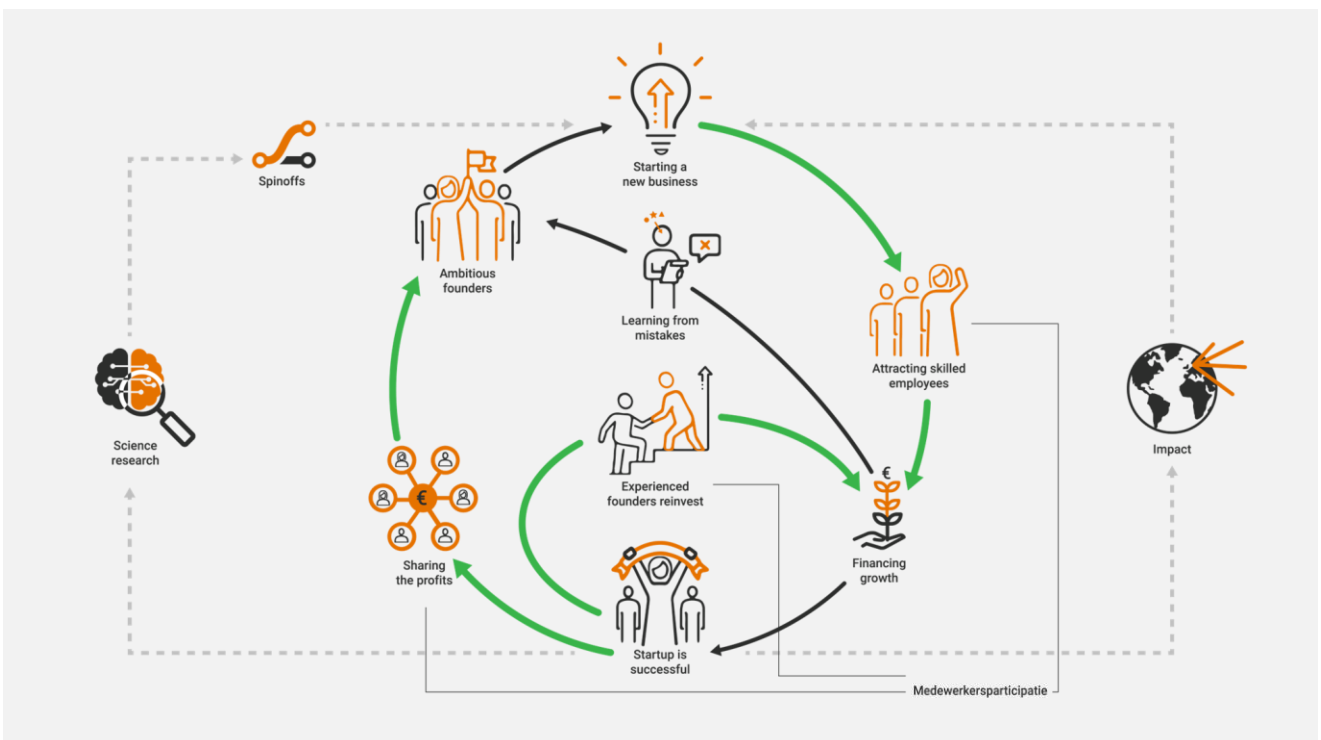 Starting a
new business
Spinoffs
Ambitious
founders
Learning from
mistakes
Attracting skilled
employees
Science
research
Impact
Experienced
founders reinvest
€
€
Sharing
the profits
Financing
growth
Startup is
successful
Medewerkersparticipatie